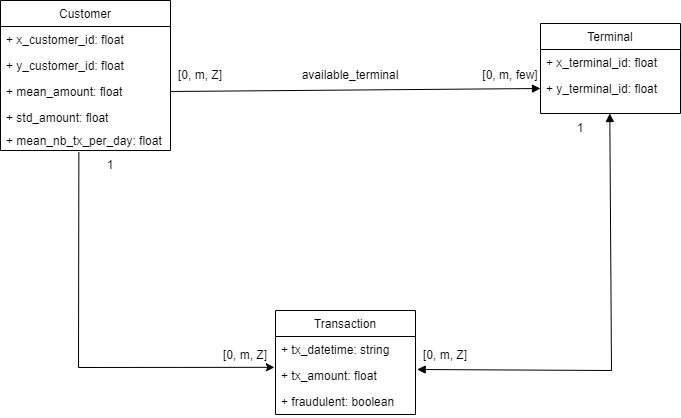 Customer
+ x_customer_id: float
+ y_customer_id: float
+ mean_amount: float
+ std_amount: float
+ mean_nb_tx_per_day: float
[0, m, Z]
available_terminal
[0, m, few]
Terminal
+ x_terminal_id: float
+ y_terminal_id: float
1
1
Transaction
+ tx_datetime: string
+ tx_amount: float
+ fraudulent: boolean
[0, m, Z]
[0, m, Z]